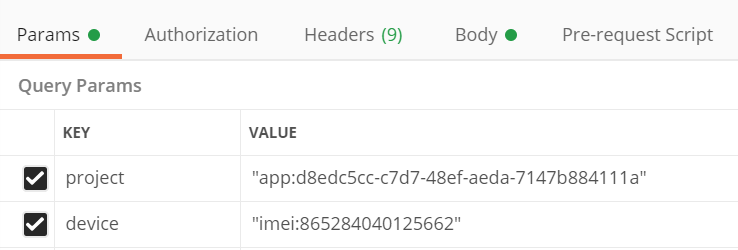 Params Authorization Headers (9) Body Pre-request Script
Query Params
KEY VALUE
project "app:d8edc5cc-c7d7-48ef-aeda-7147b884111a"
device "imei:865284040125662"